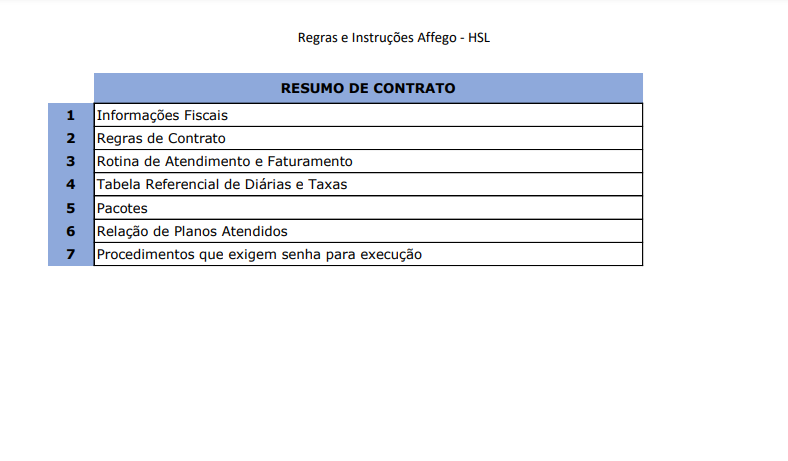 Regras e Instruções Affego - HSL
RESUMO DE CONTRATO
1 Informações Fiscais
2 Regras de Contrato
3 Rotina de Atendimento e Faturamento
4 Tabela Referencial de Diárias e Taxas
5 Pacotes
6 Relação de Planos Atendidos
7 Procedimentos que exigem senha para execução